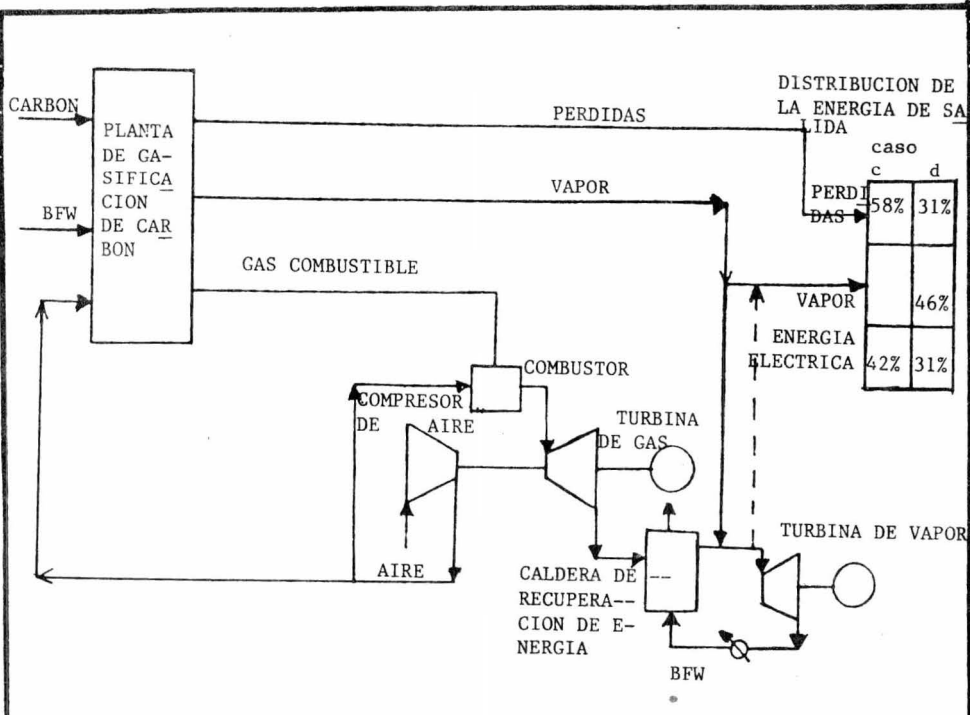 DISTRIBUCION DE
LA ENERGIA DE SA
LIDA
caso
c d
CARBON
PLANTA
DE GA-
SIFICA
CION
DE CAR
BON
BFW
PERDIDAS
VAPOR
GAS COMBUSTIBLE
PERDI
DAS
58% 31%
VAPOR
46%
ENERGIA
ELECTRICA
42% 31%
COMBUSTOR
COMPRESOR
DE AIRE
TURBINA
DE GAS
AIRE
TURBINA DE VAPOR
CALDERA DE --
RECUPERA--
CION DE E-
NERGIA
BFW